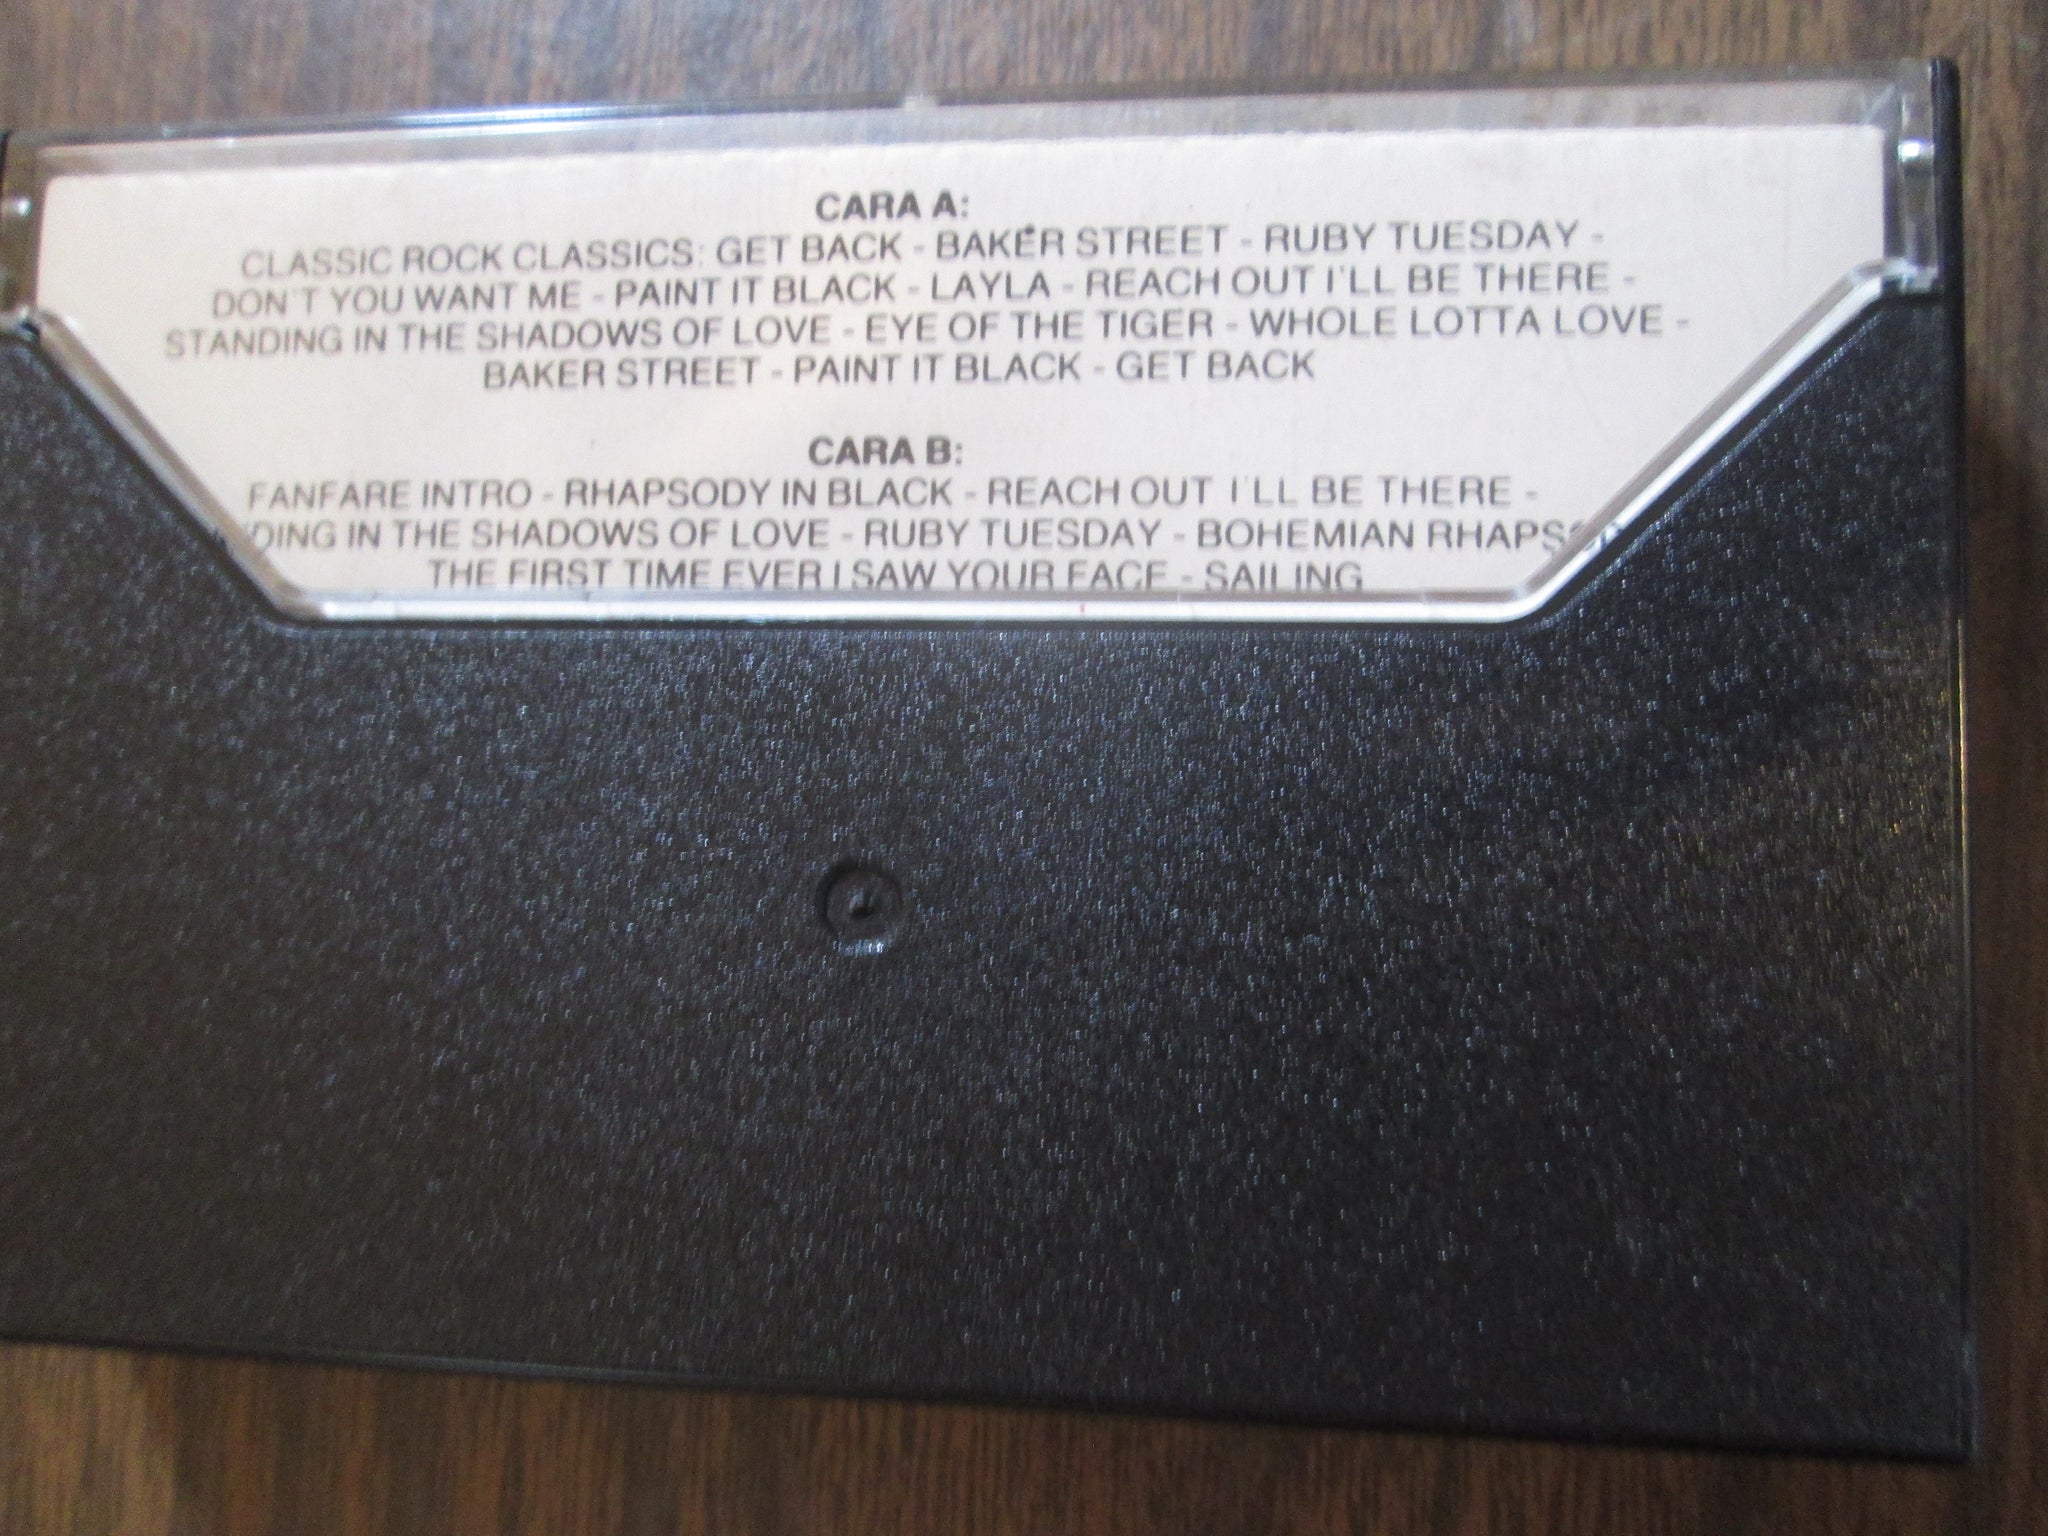 CARA A:
CLASSIC ROCK CLASSICS: GET BACK - BAKER STREET - RUBY TUESDAY -
DON'T YOU WANT ME - PAINT IT BLACK - LAYLA - REACH OUT I'LL BE THERE -
STANDING IN THE SHADOWS OF LOVE - EYE OF THE TIGER - WHOLE LOTTA LOVE -
BAKER STREET - PAINT IT BLACK - GET BACK
CARA B:
FANFARE INTRO - RHAPSODY IN BLACK - REACH OUT I'LL BE THERE -
IN THE SHADOWS OF LOVE - RUBY TUESDAY - BOHEMIAN
THE FIRST TIME EVER I SAW YOUR FACE - SAILING